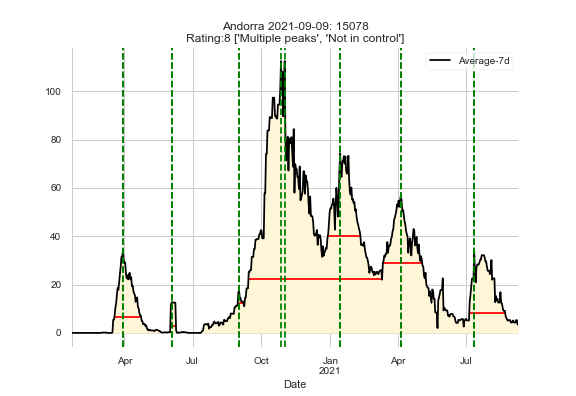 Andorra 2021-09-09: 15078
Rating:8 ['Multiple peaks', 'Not in control']
Average-7d
100
80
60
40
20
0
Apr Jul Oct Jan Apr Jul
2021
Date